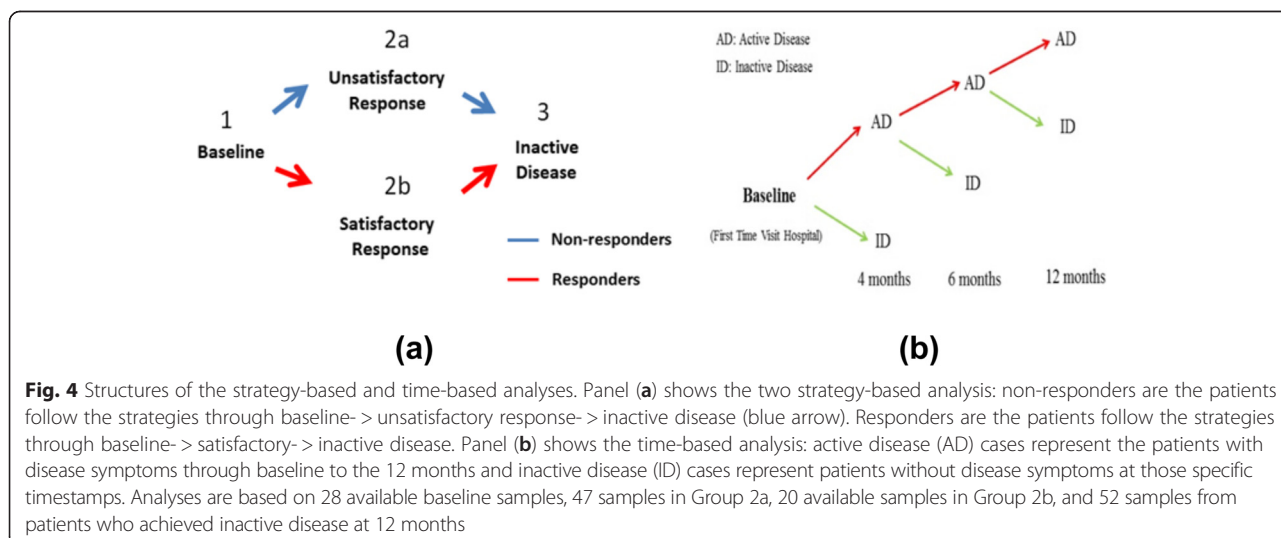 2a
Unsatisfactory
Response
1
Baseline
3
Inactive
Disease
2b
Satisfactory
Response
Non-responders
Responders
(a)
AD: Active Disease
ID: Inactive Disease
AD
AD
AD
ID
ID
Baseline
(First Time Visit Hospital)
ID
4 months 6 months 12 months
(b)
Fig. 4 Structures of the strategy-based and time-based analyses. Panel (a) shows the two strategy-based analysis: non-responders are the patients
follow the strategies through baseline- > unsatisfactory response- > inactive disease (blue arrow). Responders are the patients follow the strategies
through baseline- > satisfactory- > inactive disease. Panel (b) shows the time-based analysis: active disease (AD) cases represent the patients with
disease symptoms through baseline to the 12 months and inactive disease (ID) cases represent patients without disease symptoms at those specific
timestamps. Analyses are based on 28 available baseline samples, 47 samples in Group 2a, 20 available samples in Group 2b, and 52 samples from
patients who achieved inactive disease at 12 months